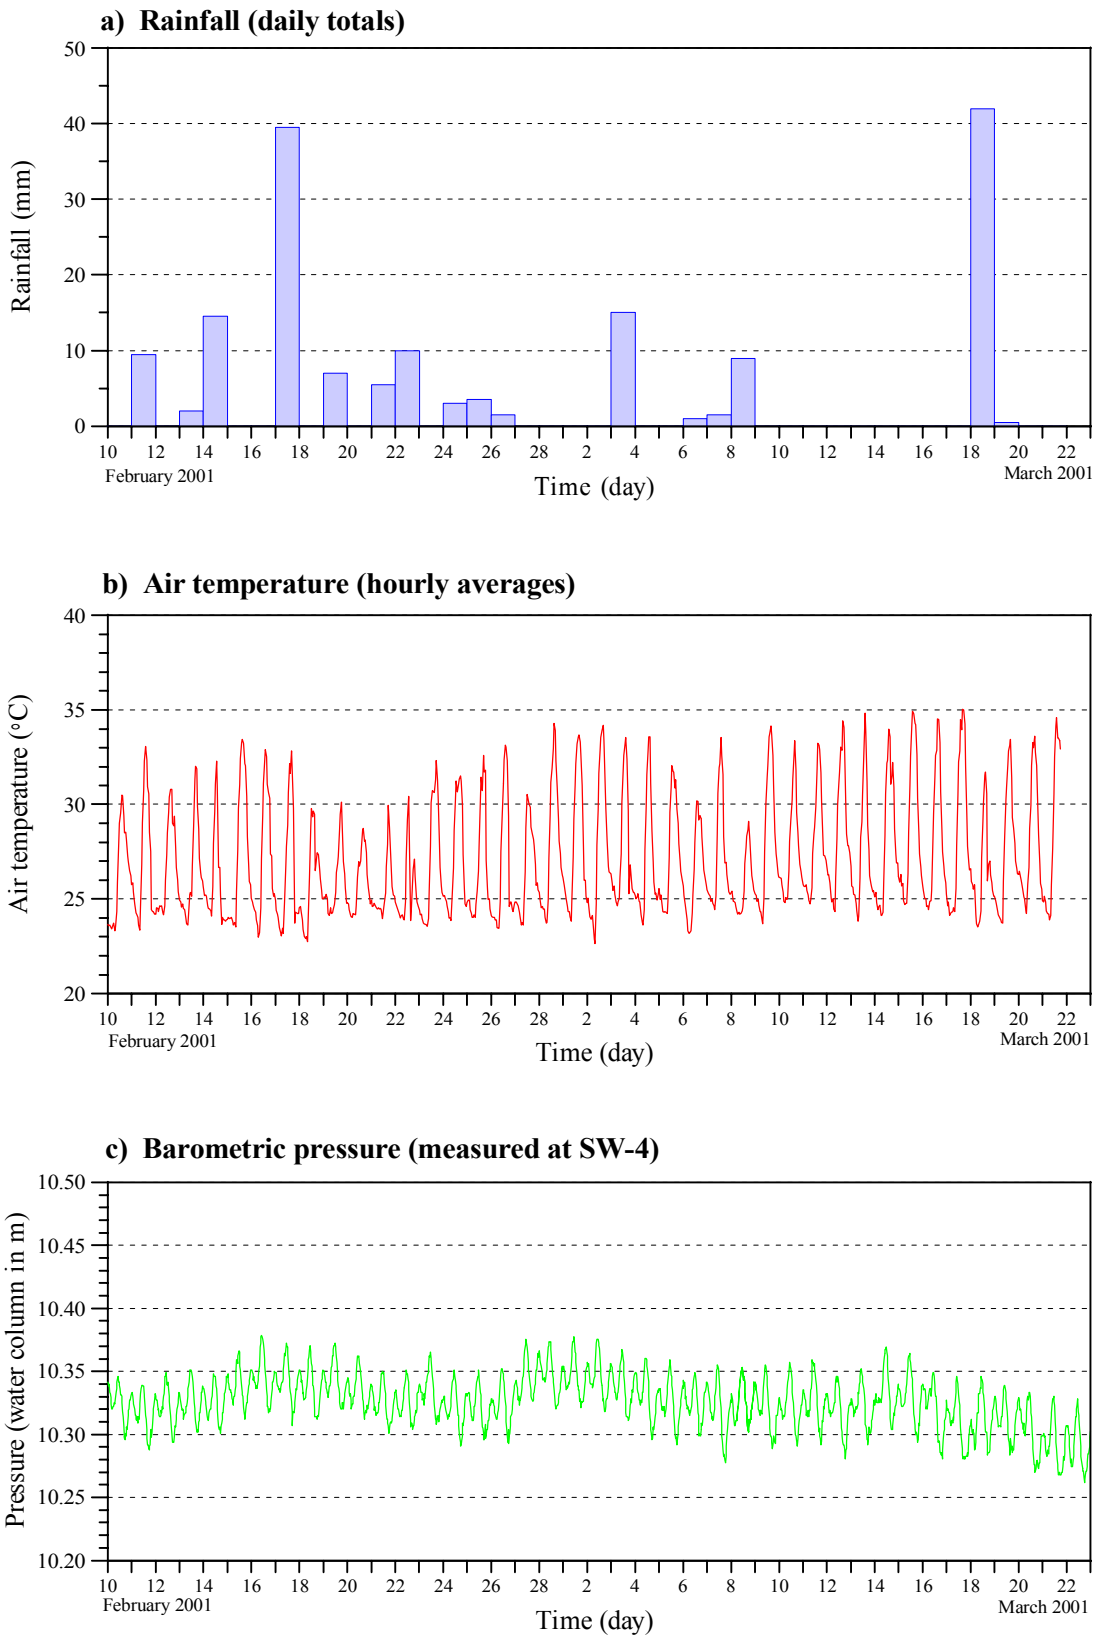 a) Rainfall (daily totals)
50
40
30
20
10
0
Rainfall (mm)
10 12 14 16 18 20 22 24 26 28 2 4 6 8 10 12 14 16 18 20 22
February 2001 March 2001
Time (day)
b) Air temperature (hourly averages)
40
35
30
25
20
Air temperature (°C)
10 12 14 16 18 20 22 24 26 28 2 4 6 8 10 12 14 16 18 20 22
February 2001 March 2001
Time (day)
c) Barometric pressure (measured at SW-4)
10.50
10.45
10.40
10.35
10.30
10.25
10.20
Pressure (water column in m)
10 12 14 16 18 20 22 24 26 28 2 4 6 8 10 12 14 16 18 20 22
February 2001 March 2001
Time (day)